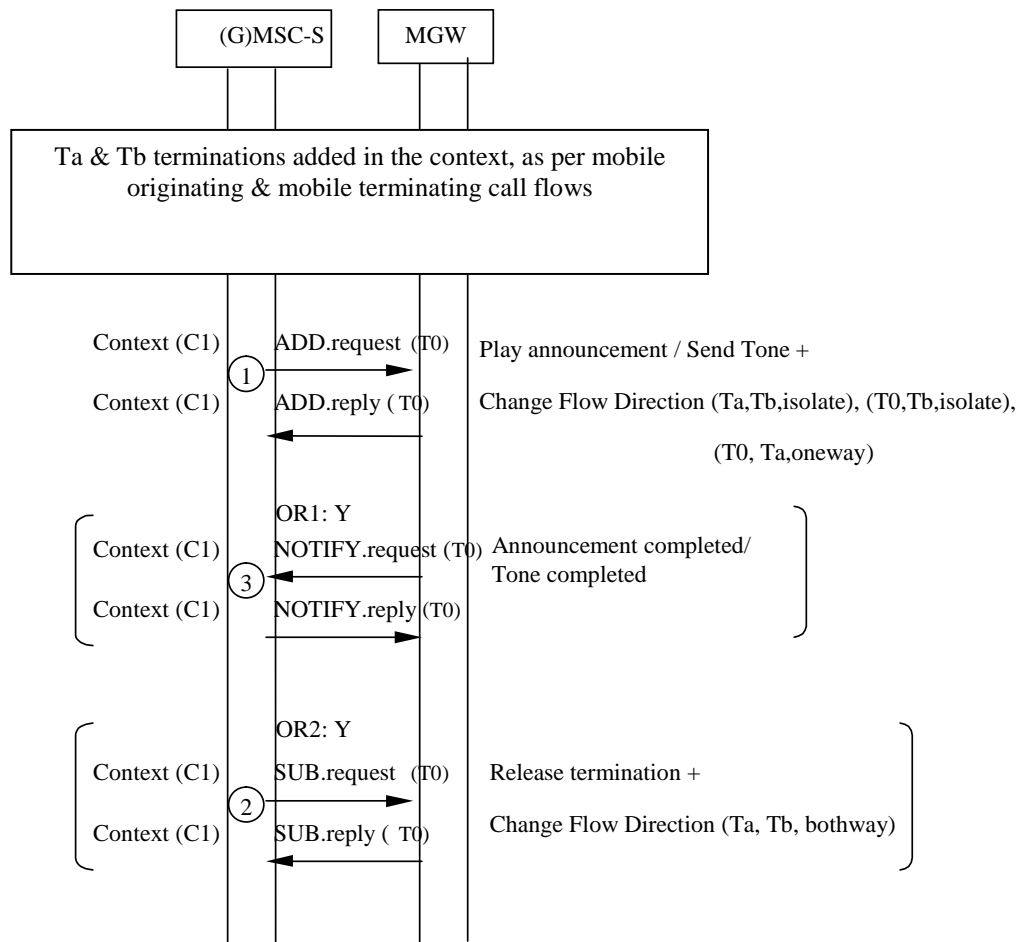 (G)MSC-S MGW
Ta & Tb terminations added in the context, as per mobile
originating & mobile terminating call flows
Context (C1) ADD.request (T0) Play announcement / Send Tone +
1
Context (C1) ADD.reply ( T0) Change Flow Direction (Ta,Tb,isolate), (T0,Tb,isolate),
(T0, Ta,oneway)
OR1: Y
Context (C1) NOTIFY.request (T0) Announcement completed/
Tone completed
3
Context (C1) NOTIFY.reply (T0)
OR2: Y
Context (C1) SUB.request (T0) Release termination +
2
Context (C1) SUB.reply ( T0) Change Flow Direction (Ta, Tb, bothway)